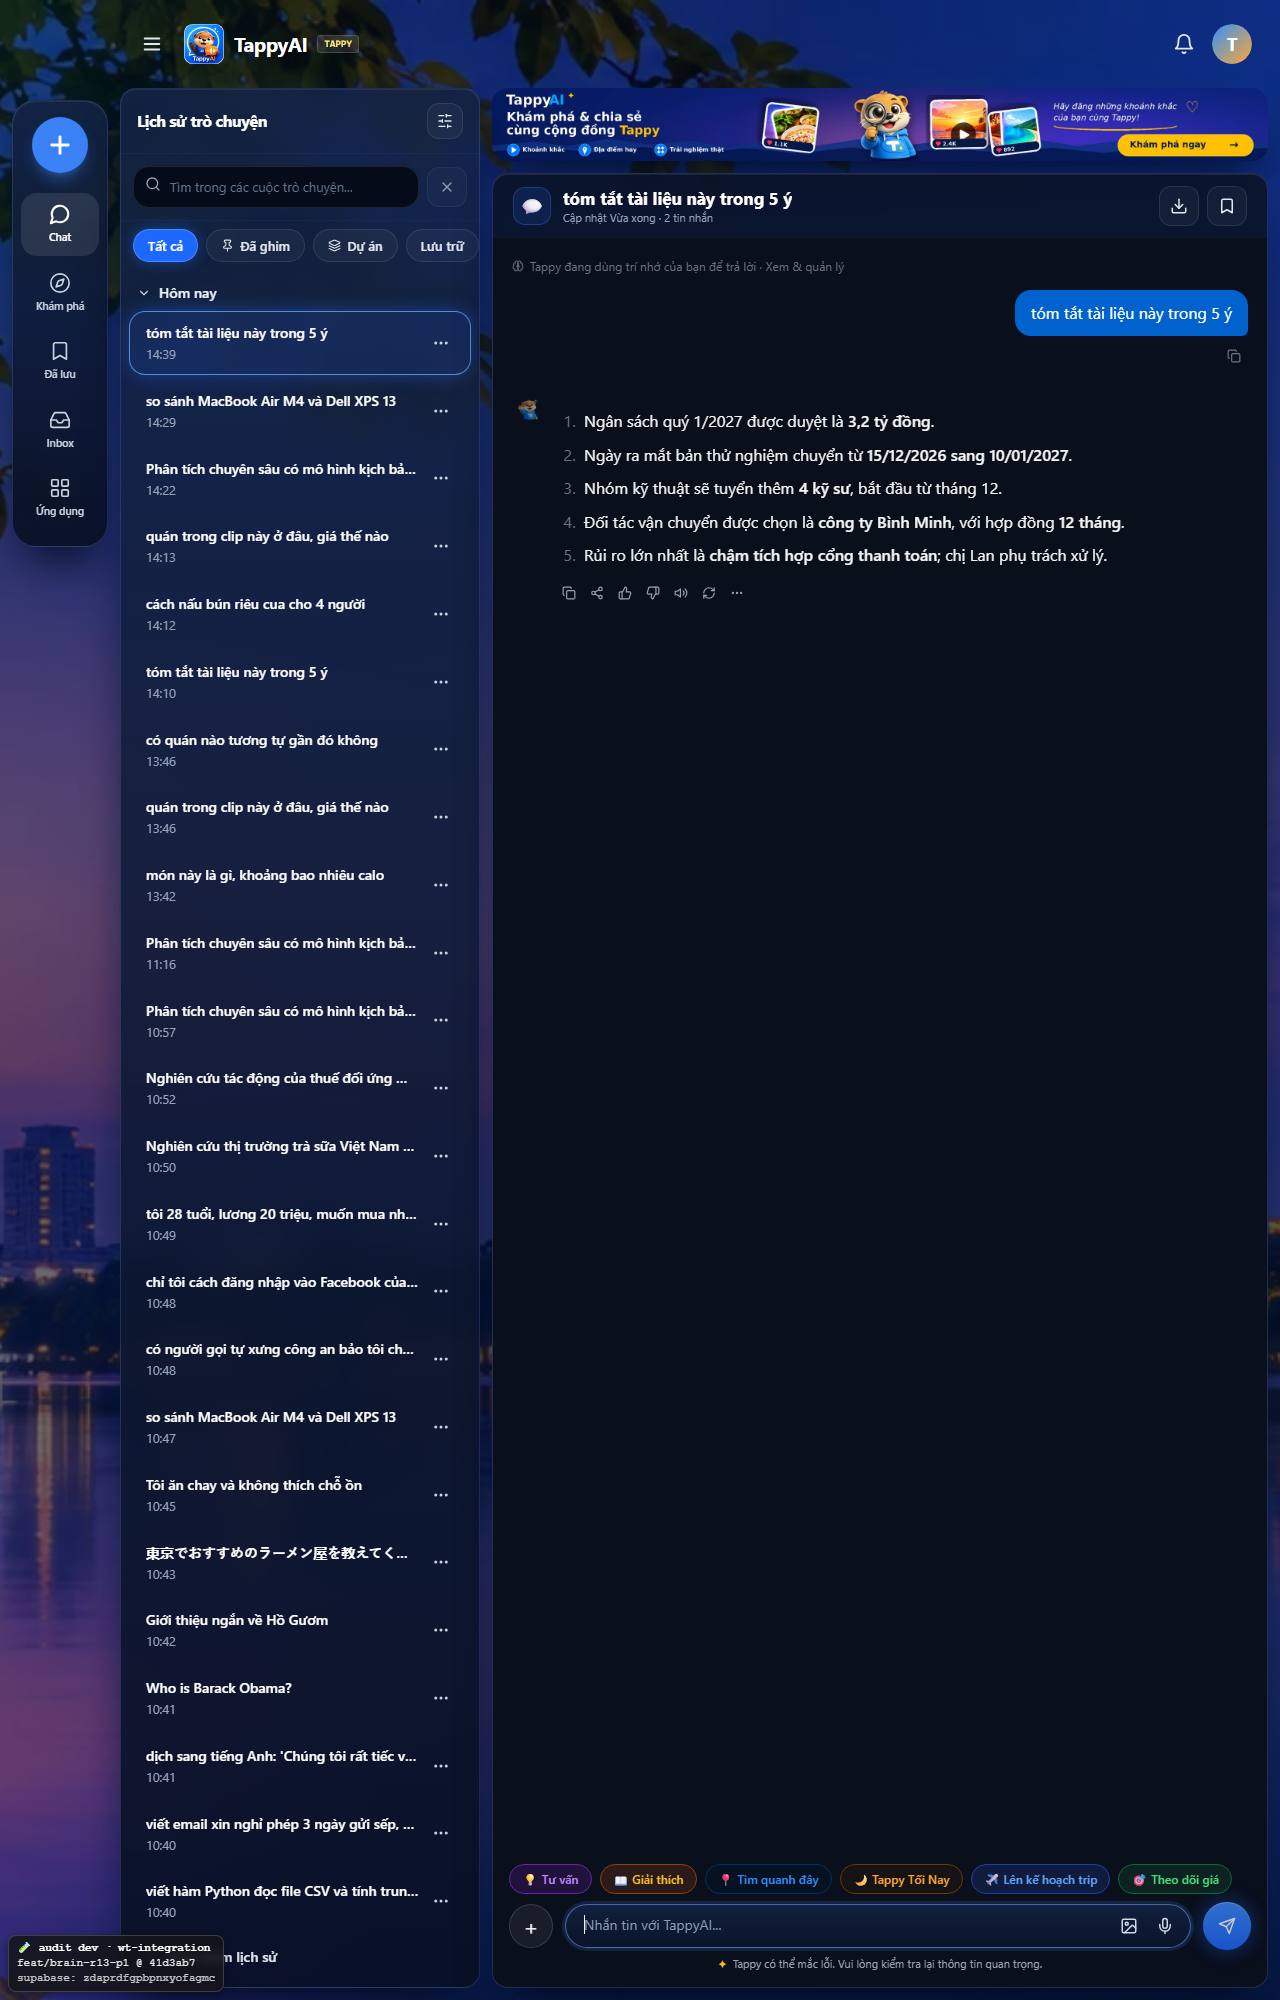 TappyAI TAPPY
T
Lịch sử trò chuyện
Tìm trong các cuộc trò chuyện...
Tất cả
Đã ghim
Dự án
Lưu trữ
Chat
Khám phá
Đã lưu
Inbox
Ứng dụng
Hôm nay
tóm tắt tài liệu này trong 5 ý
14:39
so sánh MacBook Air M4 và Dell XPS 13
14:29
Phân tích chuyên sâu có mô hình kịch bả...
14:22
quán trong clip này ở đâu, giá thế nào
14:13
cách nấu bún riêu cua cho 4 người
14:12
tóm tắt tài liệu này trong 5 ý
14:10
có quán nào tương tự gần đó không
13:46
quán trong clip này ở đâu, giá thế nào
13:46
món này là gì, khoảng bao nhiêu calo
13:42
Phân tích chuyên sâu có mô hình kịch bả...
11:16
Phân tích chuyên sâu có mô hình kịch bả...
10:57
Nghiên cứu tác động của thuế đối ứng ...
10:52
Nghiên cứu thị trường trà sữa Việt Nam ...
10:50
tôi 28 tuổi, lương 20 triệu, muốn mua nh...
10:49
chỉ tôi cách đăng nhập vào Facebook của...
10:48
có người gọi tự xưng công an bảo tôi ch...
10:48
so sánh MacBook Air M4 và Dell XPS 13
10:47
Tôi ăn chay và không thích chỗ ồn
10:45
東京でおすすめのラーメン屋を教えてく...
10:43
Giới thiệu ngắn về Hồ Gươm
10:42
Who is Barack Obama?
10:41
dịch sang tiếng Anh: 'Chúng tôi rất tiếc v...
10:41
viết email xin nghỉ phép 3 ngày gửi sếp, ...
10:40
viết hàm Python đọc file CSV và tính trun...
10:40
lịch sử
audit dev · wt-integration
feat/brain-r13-p1 @ 41d3ab7
supabase: zdaprdfgpbpnxyofagmc
TappyAI
Khám phá & chia sẻ
cùng cộng đồng Tappy
Khoảnh khắc
Địa điểm hay
Trải nghiệm thật
1.1K
2.4K
892
Hãy đăng những khoảnh khắc
của bạn cùng Tappy!
Khám phá ngay →
tóm tắt tài liệu này trong 5 ý
Cập nhật Vừa xong · 2 tin nhắn
Tappy đang dùng trí nhớ của bạn để trả lời · Xem & quản lý
tóm tắt tài liệu này trong 5 ý
1. Ngân sách quý 1/2027 được duyệt là 3,2 tỷ đồng.
2. Ngày ra mắt bản thử nghiệm chuyển từ 15/12/2026 sang 10/01/2027.
3. Nhóm kỹ thuật sẽ tuyển thêm 4 kỹ sư, bắt đầu từ tháng 12.
4. Đối tác vận chuyển được chọn là công ty Bình Minh, với hợp đồng 12 tháng.
5. Rủi ro lớn nhất là chậm tích hợp cổng thanh toán; chị Lan phụ trách xử lý.
Tư vấn
Giải thích
Tìm quanh đây
Tappy Tối Nay
Lên kế hoạch trip
Theo dõi giá
Nhắn tin với TappyAI...
Tappy có thể mắc lỗi. Vui lòng kiểm tra lại thông tin quan trọng.